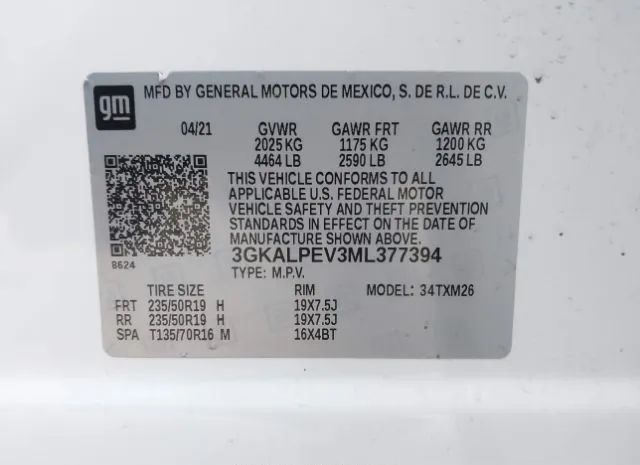 gm
MFD BY GENERAL MOTORS DE MEXICO, S. DE R.L. DE C.V.
04/21 GVWR GAWR FRT GAWR RR
2025 KG 1175 KG 1200 KG
4464 LB 2590 LB 2645 LB
THIS VEHICLE CONFORMS TO ALL
APPLICABLE U.S. FEDERAL MOTOR
VEHICLE SAFETY AND THEFT PREVENTION
STANDARDS IN EFFECT ON THE DATE OF
MANUFACTURE SHOWN ABOVE.
8624
3GKALPEV3ML377394
TYPE: M.P.V.
TIRE SIZE RIM MODEL: 34TXM26
FRT 235/50R19 H 19X7.5J
RR 235/50R19 H 19X7.5J
SPA T135/70R16 M 16X4BT